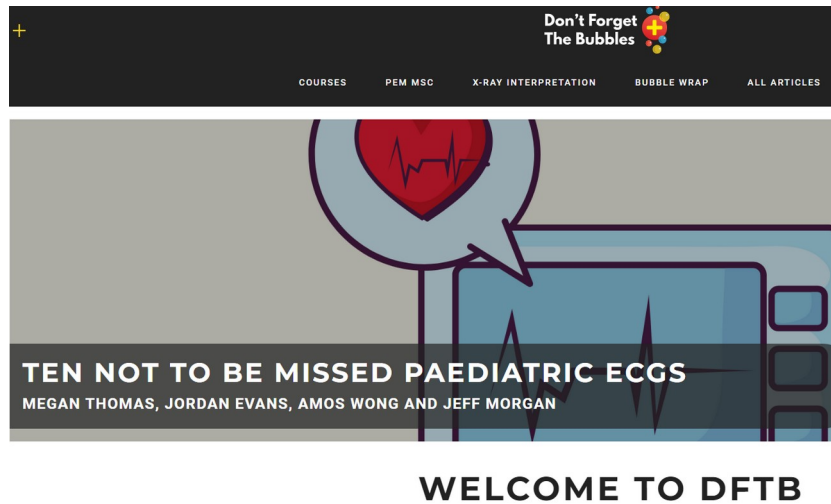 Don't Forget
The Bubbles
COURSES PEM MSC X-RAY INTERPRETATION BUBBLE WRAP ALL ARTICLES
TEN NOT TO BE MISSED PAEDIATRIC ECGS
MEGAN THOMAS, JORDAN EVANS, AMOS WONG AND JEFF MORGAN
WELCOME TO DFTB